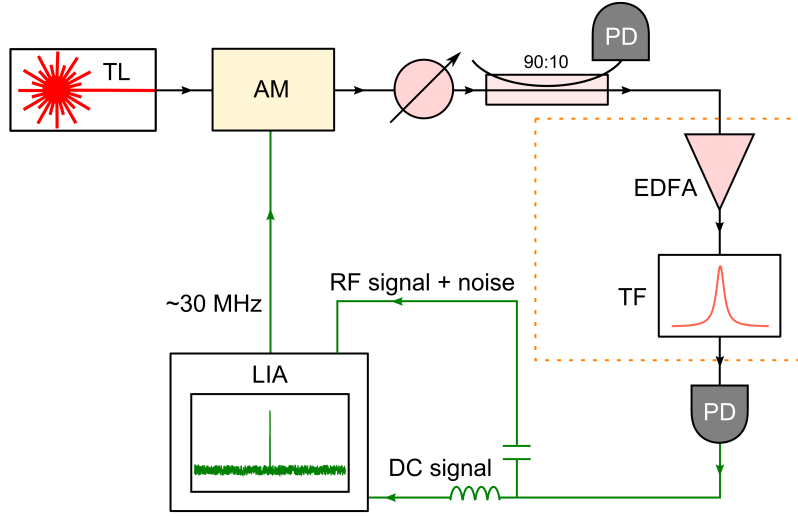 PD
90:10
TL
AM
EDFA
RF signal + noise
TF
~30 MHz
LIA
PD
DC signal